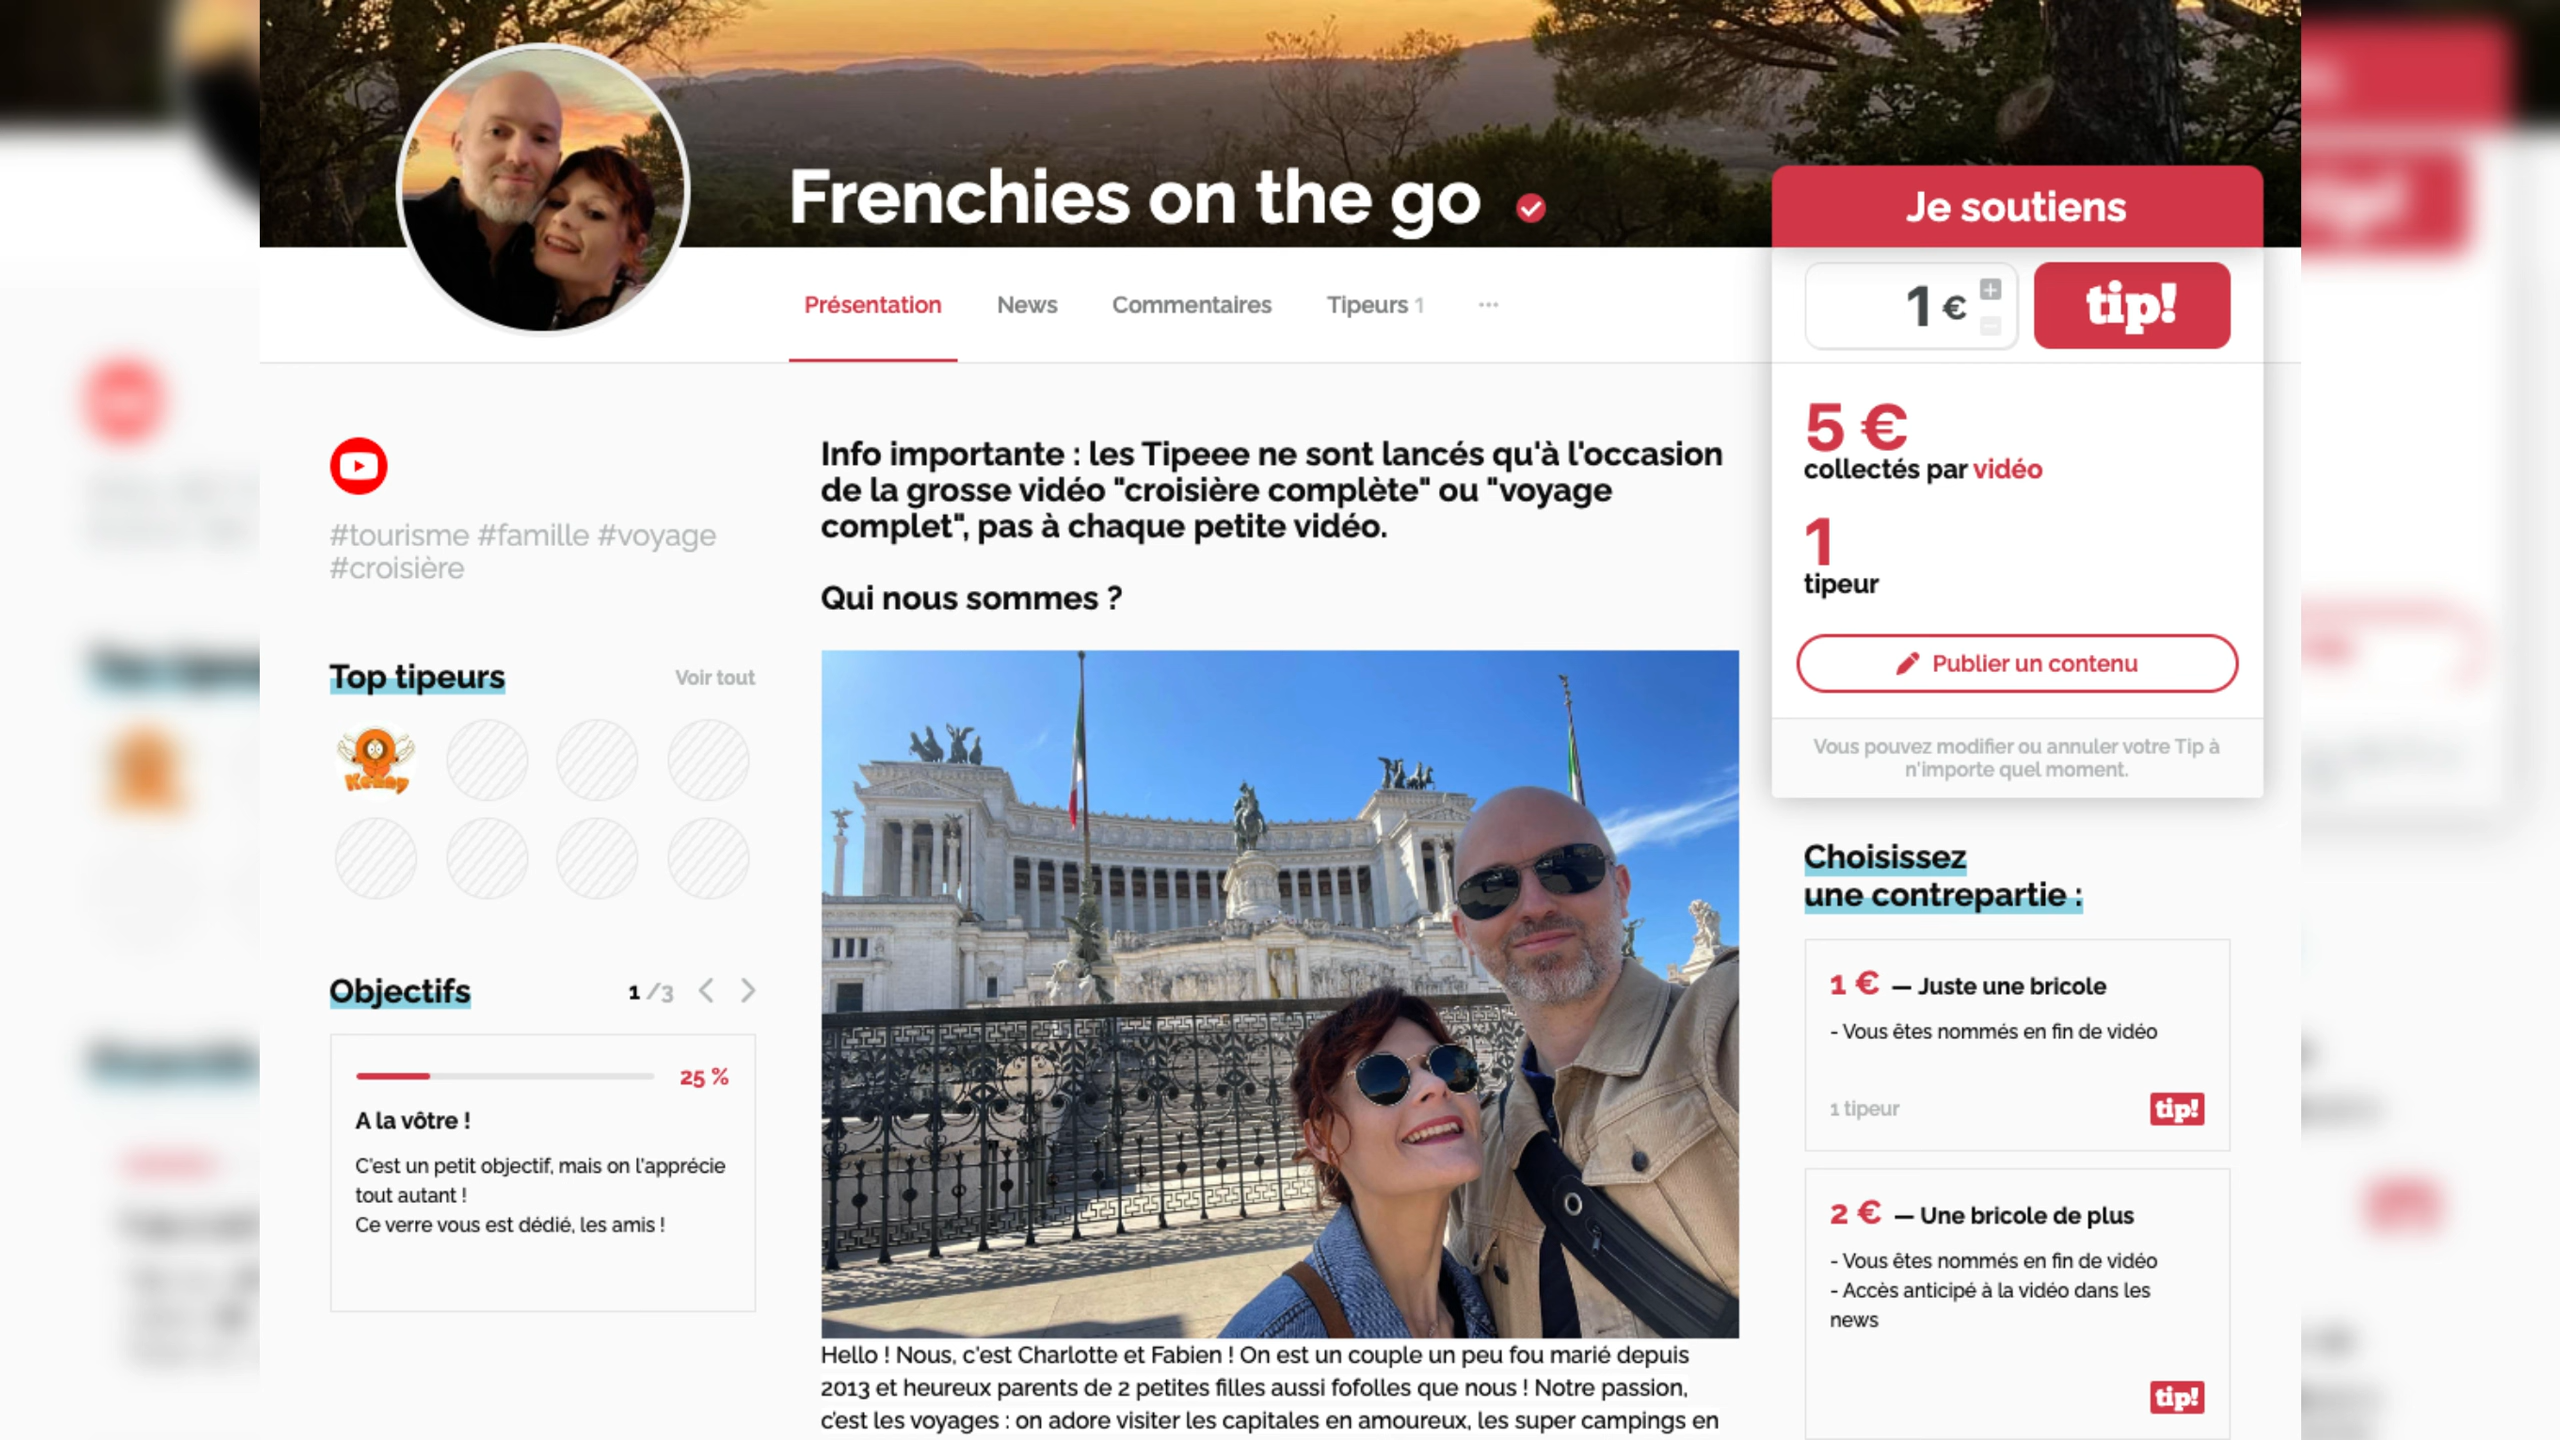 Frenchies on the go
Je soutiens
Présentation
News
Commentaires
Tipeurs 1
1 €
tip!
#tourisme #famille #voyage
#croisière
Top tipeurs
Voir tout
Kenny
Objectifs
1 /3
25 %
A la vôtre !
C'est un petit objectif, mais on l'apprécie
tout autant !
Ce verre vous est dédié, les amis !
Info importante : les Tipeee ne sont lancés qu'à l'occasion
de la grosse vidéo "croisière complète" ou "voyage
complet", pas à chaque petite vidéo.
Qui nous sommes ?
Hello ! Nous, c'est Charlotte et Fabien ! On est un couple un peu fou marié depuis
2013 et heureux parents de 2 petites filles aussi fofolles que nous ! Notre passion,
c'est les voyages : on adore visiter les capitales en amoureux, les super campings en
5 €
collectés par vidéo
1
tipeur
Publier un contenu
Vous pouvez modifier ou annuler votre Tip à
n'importe quel moment.
Choisissez
une contrepartie :
1 € — Juste une bricole
- Vous êtes nommés en fin de vidéo
1 tipeur
tip!
2 € — Une bricole de plus
- Vous êtes nommés en fin de vidéo
- Accès anticipé à la vidéo dans les
news
tip!